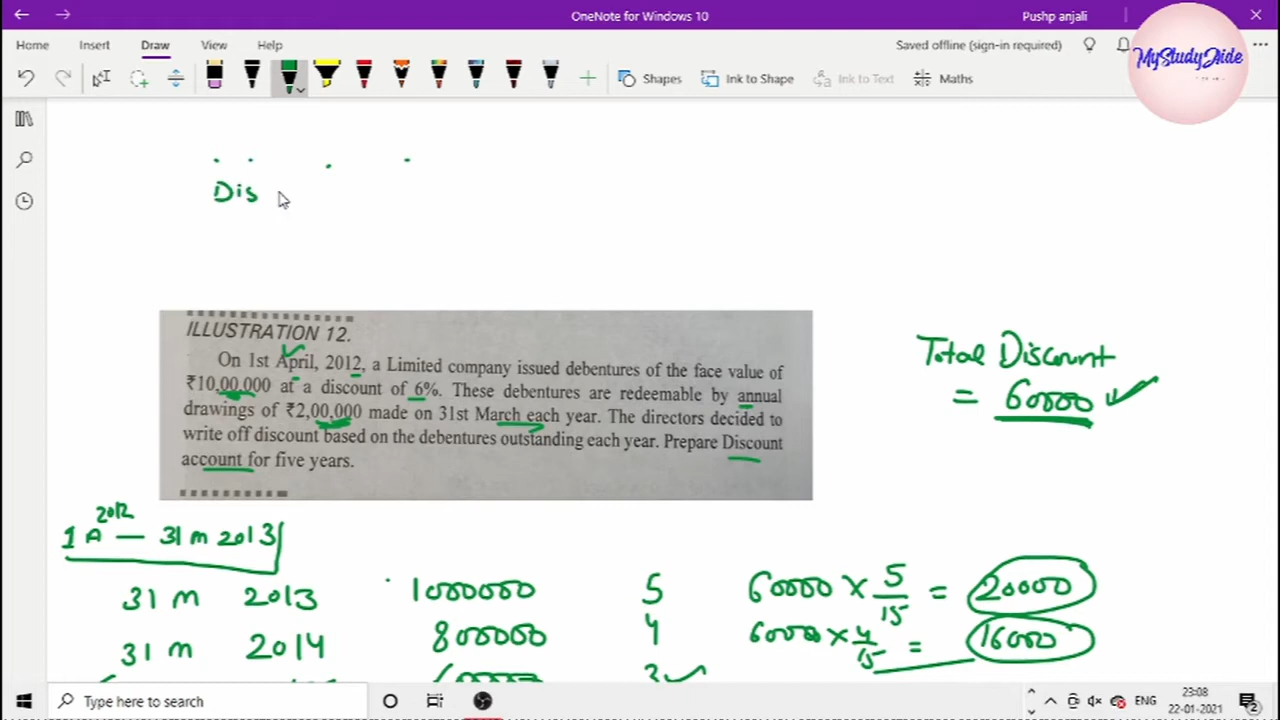 OneNote for Windows 10
Pushp anjali
Home Insert Draw View Help
Saved offline (sign-in required)
MyStudyAide
Shapes Ink to Shape Ink to Text Maths
Dis
ILLUSTRATION 12.
On 1st April, 2012, a Limited company issued debentures of the face value of
₹10,00,000 at a discount of 6%. These debentures are redeemable by annual
drawings of ₹2,00,000 made on 31st March each year. The directors decided to
write off discount based on the debentures outstanding each year. Prepare Discount
account for five years.
Total Discount
= 60000
2012
1 A — 31 m 2013
31 m 2013 1000000 5 60000 × 5/15 = 20000
31 m 2014 800000 4 60000 × 4/15 = 16000
3
Type here to search
ENG
23:08
22-01-2021
2